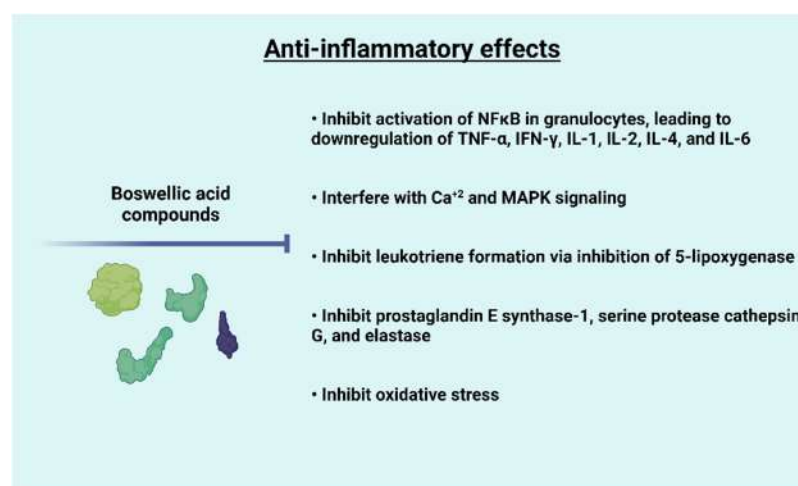 Anti-inflammatory effects
• Inhibit activation of NFκB in granulocytes, leading to
downregulation of TNF-α, IFN-γ, IL-1, IL-2, IL-4, and IL-6
Boswellic acid
compounds
• Interfere with Ca⁺² and MAPK signaling
• Inhibit leukotriene formation via inhibition of 5-lipoxygenase
• Inhibit prostaglandin E synthase-1, serine protease cathepsin
G, and elastase
• Inhibit oxidative stress